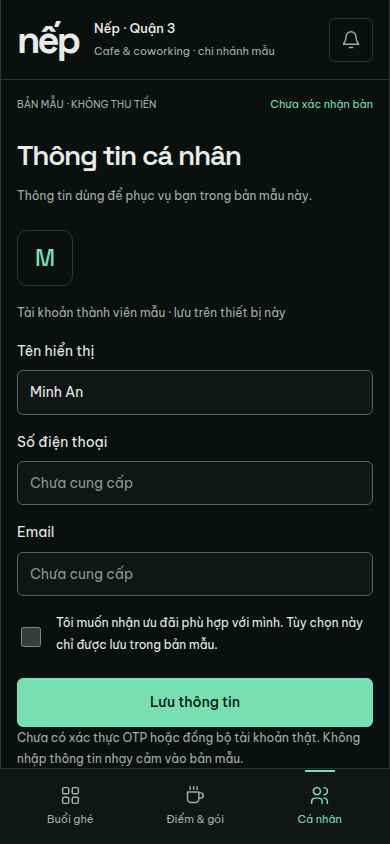 nếp
Nếp · Quận 3
Cafe & coworking · chi nhánh mẫu
BẢN MẪU · KHÔNG THU TIỀN
Chưa xác nhận bàn
Thông tin cá nhân
Thông tin dùng để phục vụ bạn trong bản mẫu này.
M
Tài khoản thành viên mẫu · lưu trên thiết bị này
Tên hiển thị
Minh An
Số điện thoại
Chưa cung cấp
Email
Chưa cung cấp
Tôi muốn nhận ưu đãi phù hợp với mình. Tùy chọn này
chỉ được lưu trong bản mẫu.
Lưu thông tin
Chưa có xác thực OTP hoặc đồng bộ tài khoản thật. Không
nhập thông tin nhạy cảm vào bản mẫu.
Buổi ghé
Điểm & gói
Cá nhân